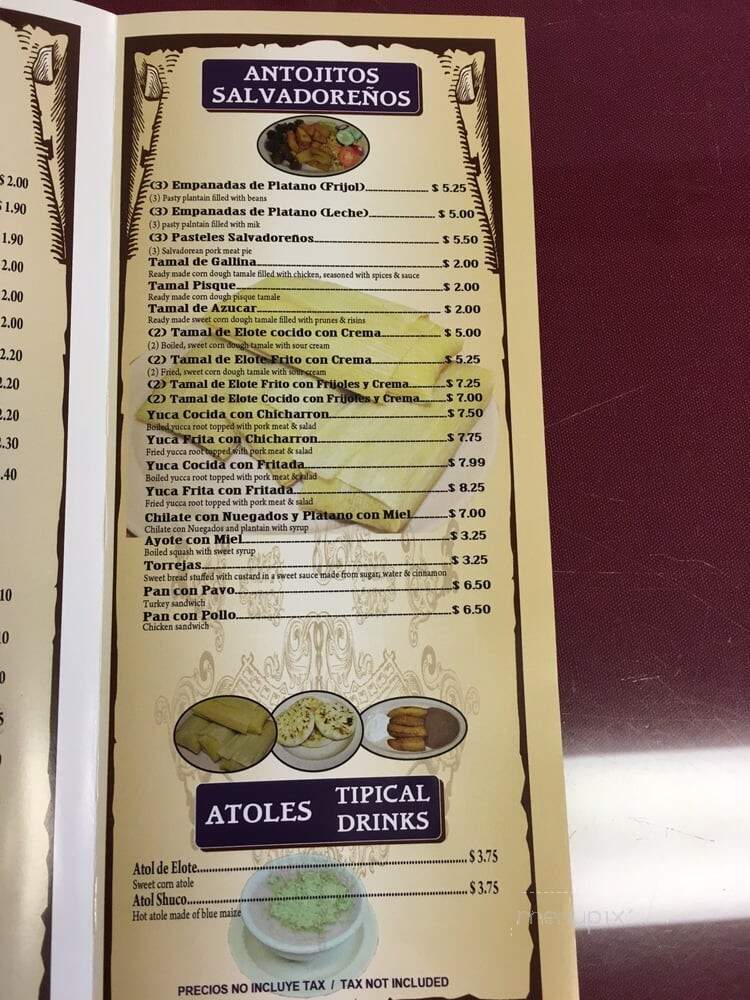 $ 2.00
$ 1.90
1.90
2.00
2.00
2.00
2.20
2.20
2.20
2.30
.40
10
10
0
5
ANTOJITOS
SALVADOREÑOS
(3) Empanadas de Platano (Frijol)........ $ 5.25
(3) Pasty plantain filled with beans
(3) Empanadas de Platano (Leche)........ $ 5.00
(3) pasty palntain filled with mik
(3) Pasteles Salvadoreños........ $ 5.50
(3) Salvadorean pork meat pie
Tamal de Gallina........ $ 2.00
Ready made corn dough tamale filled with chicken, seasoned with spices & sauce
Tamal Pisque........ $ 2.00
Ready made corn dough pisque tamale
Tamal de Azucar........ $ 2.00
Ready made sweet corn dough tamale filled with prunes & risins
(2) Tamal de Elote cocido con Crema........ $ 5.00
(2) Boiled, sweet corn dough tamale with sour cream
(2) Tamal de Elote Frito con Crema........ $ 5.25
(2) Fried, sweet corn dough tamale with sour cream
(2) Tamal de Elote Frito con Frijoles y Crema........ $ 7.25
(2) Tamal de Elote Cocido con Frijoles y Crema........ $ 7.00
Yuca Cocida con Chicharron........ $ 7.50
Boiled yucca root topped with pork meat & salad
Yuca Frita con Chicharron........ $ 7.75
Fried yucca root topped with pork meat & salad
Yuca Cocida con Fritada........ $ 7.99
Boiled yucca root topped with pork meat & salad
Yuca Frita con Fritada........ $ 8.25
Fried yucca root topped with pork meat & salad
Chilate con Nuegados y Platano con Miel........ $ 7.00
Chilate con Nuegados and plantain with syrup
Ayote con Miel........ $ 3.25
Boiled squash with sweet syrup
Torrejas........ $ 3.25
Sweet bread stuffed with custard in a sweet sauce made from sugar, water & cinnamon
Pan con Pavo........ $ 6.50
Turkey sandwich
Pan con Pollo........ $ 6.50
Chicken sandwich
ATOLES TIPICAL
DRINKS
Atol de Elote........ $ 3.75
Sweet corn atole
Atol Shuco........ $ 3.75
Hot atole made of blue maize
menupix
PRECIOS NO INCLUYE TAX / TAX NOT INCLUDED